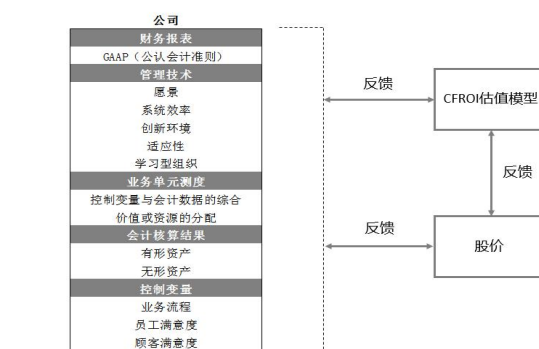 公司
财务报表
GAAP（公认会计准则）
管理技术
愿景
系统效率
创新环境
适应性
学习型组织
业务单元测度
控制变量与会计数据的综合
价值或资源的分配
会计核算结果
有形资产
无形资产
控制变量
业务流程
员工满意度
顾客满意度
反馈
CFROI估值模型
反馈
反馈
股价